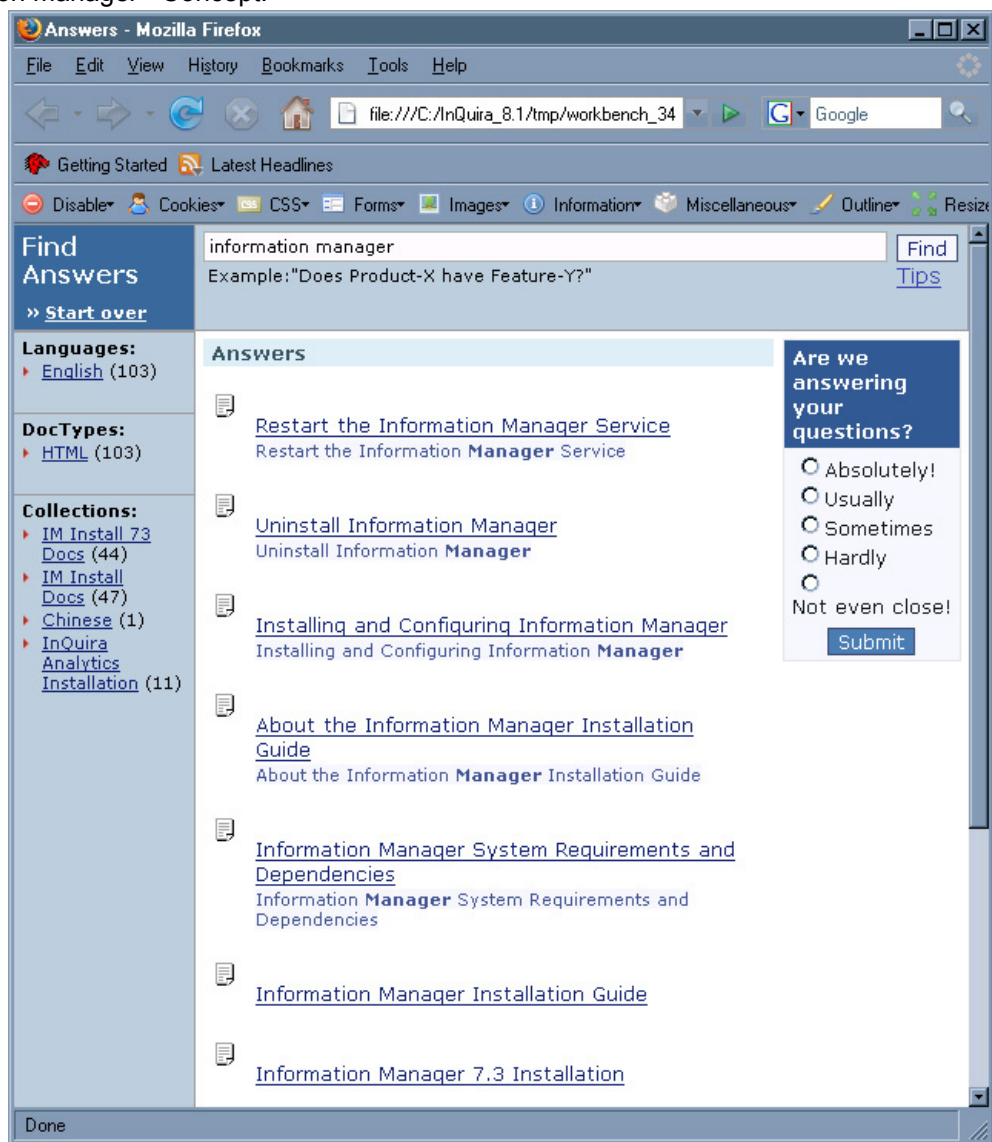 on Manager" Concept.
Answers - Mozilla Firefox
File Edit View History Bookmarks Tools Help
file:///C:/InQuira_8.1/tmp/workbench_34
G Google
Getting Started Latest Headlines
Disable Cookies CSS Forms Images Information Miscellaneous Outline Resize
Find
Answers
» Start over
information manager
Find
Example:"Does Product-X have Feature-Y?"
Tips
Languages:
English (103)
DocTypes:
HTML (103)
Collections:
IM Install 73
Docs (44)
IM Install
Docs (47)
Chinese (1)
InQuira
Analytics
Installation (11)
Answers
Restart the Information Manager Service
Restart the Information Manager Service
Uninstall Information Manager
Uninstall Information Manager
Installing and Configuring Information Manager
Installing and Configuring Information Manager
About the Information Manager Installation
Guide
About the Information Manager Installation Guide
Information Manager System Requirements and
Dependencies
Information Manager System Requirements and
Dependencies
Information Manager Installation Guide
Information Manager 7.3 Installation
Are we
answering
your
questions?
Absolutely!
Usually
Sometimes
Hardly
Not even close!
Submit
Done